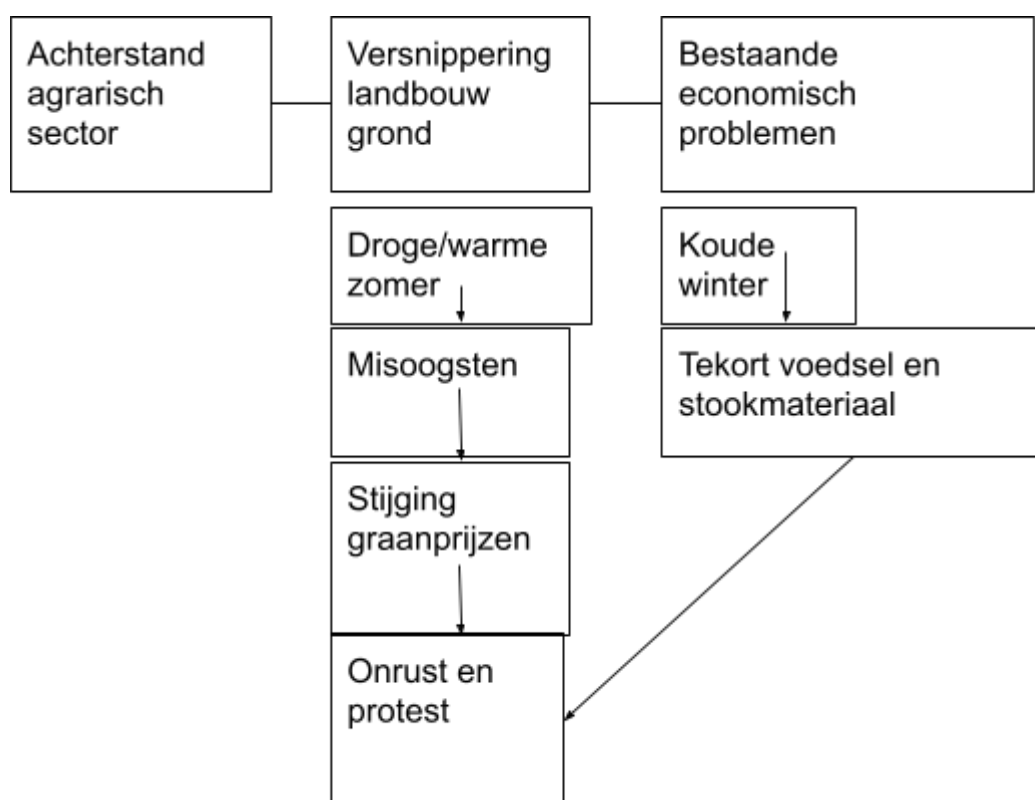 Achterstand
agrarisch
sector
Versnippering
landbouw
grond
Bestaande
economisch
problemen
Droge/warme
zomer
Koude
winter
Misoogsten
Tekort voedsel en
stookmateriaal
Stijging
graanprijzen
Onrust en
protest